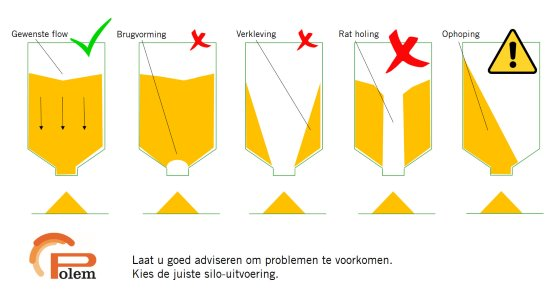 Gewenste flow
Brugvorming
Verkleving
Rat holing
Ophoping
Polem
Laat u goed adviseren om problemen te voorkomen.
Kies de juiste silo-uitvoering.